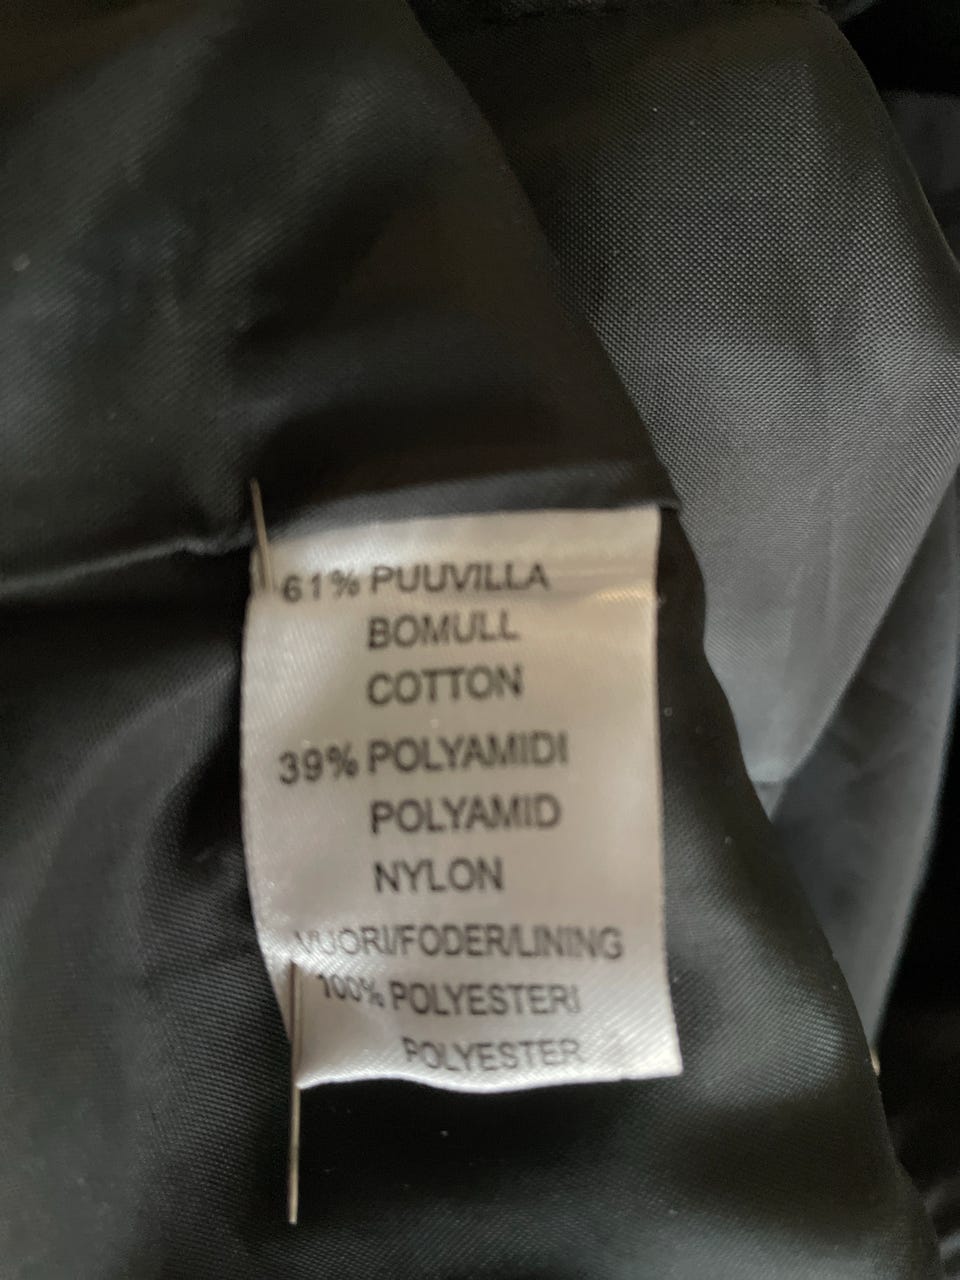 61% PUUVILLA
BOMULL
COTTON
39% POLYAMIDI
POLYAMID
NYLON
VUORI/FODER/LINING
100% POLYESTERI
POLYESTER